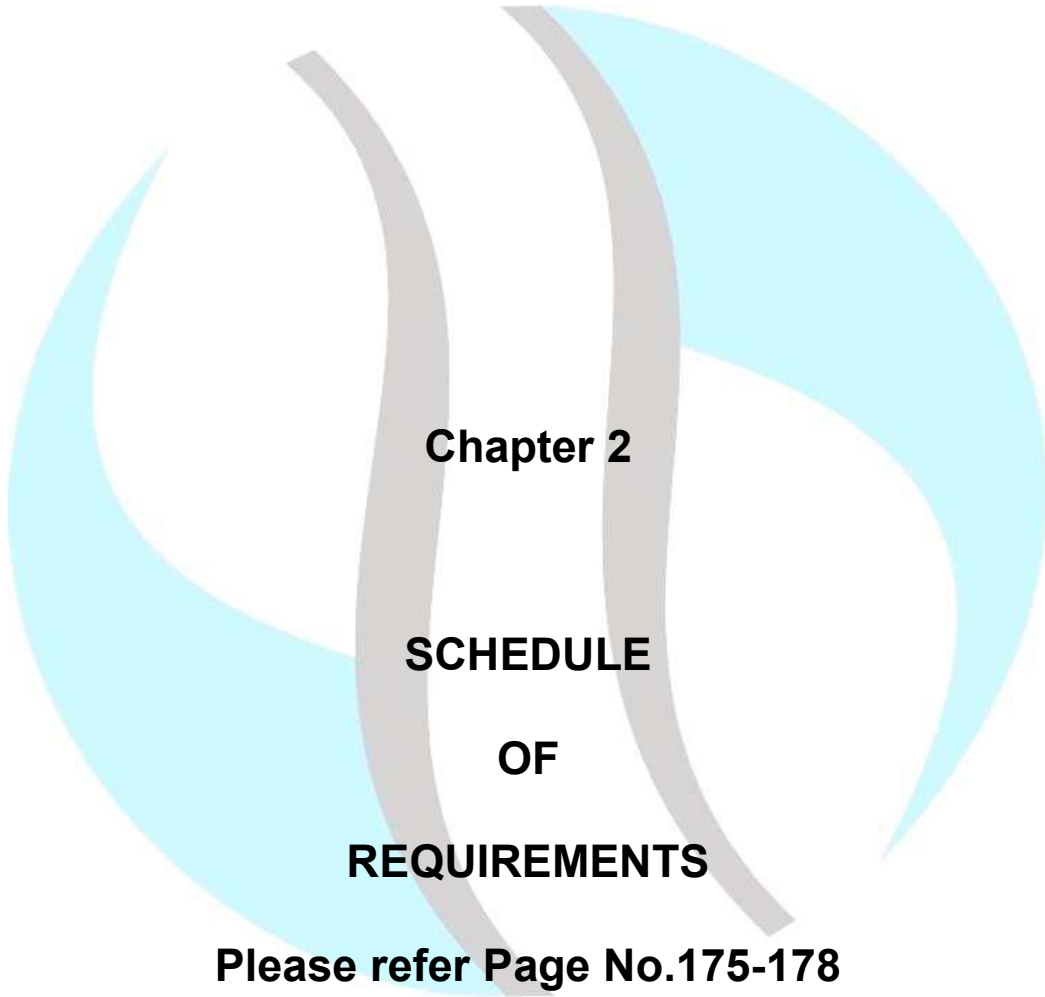 Chapter 2
SCHEDULE
OF
REQUIREMENTS
Please refer Page No.175-178